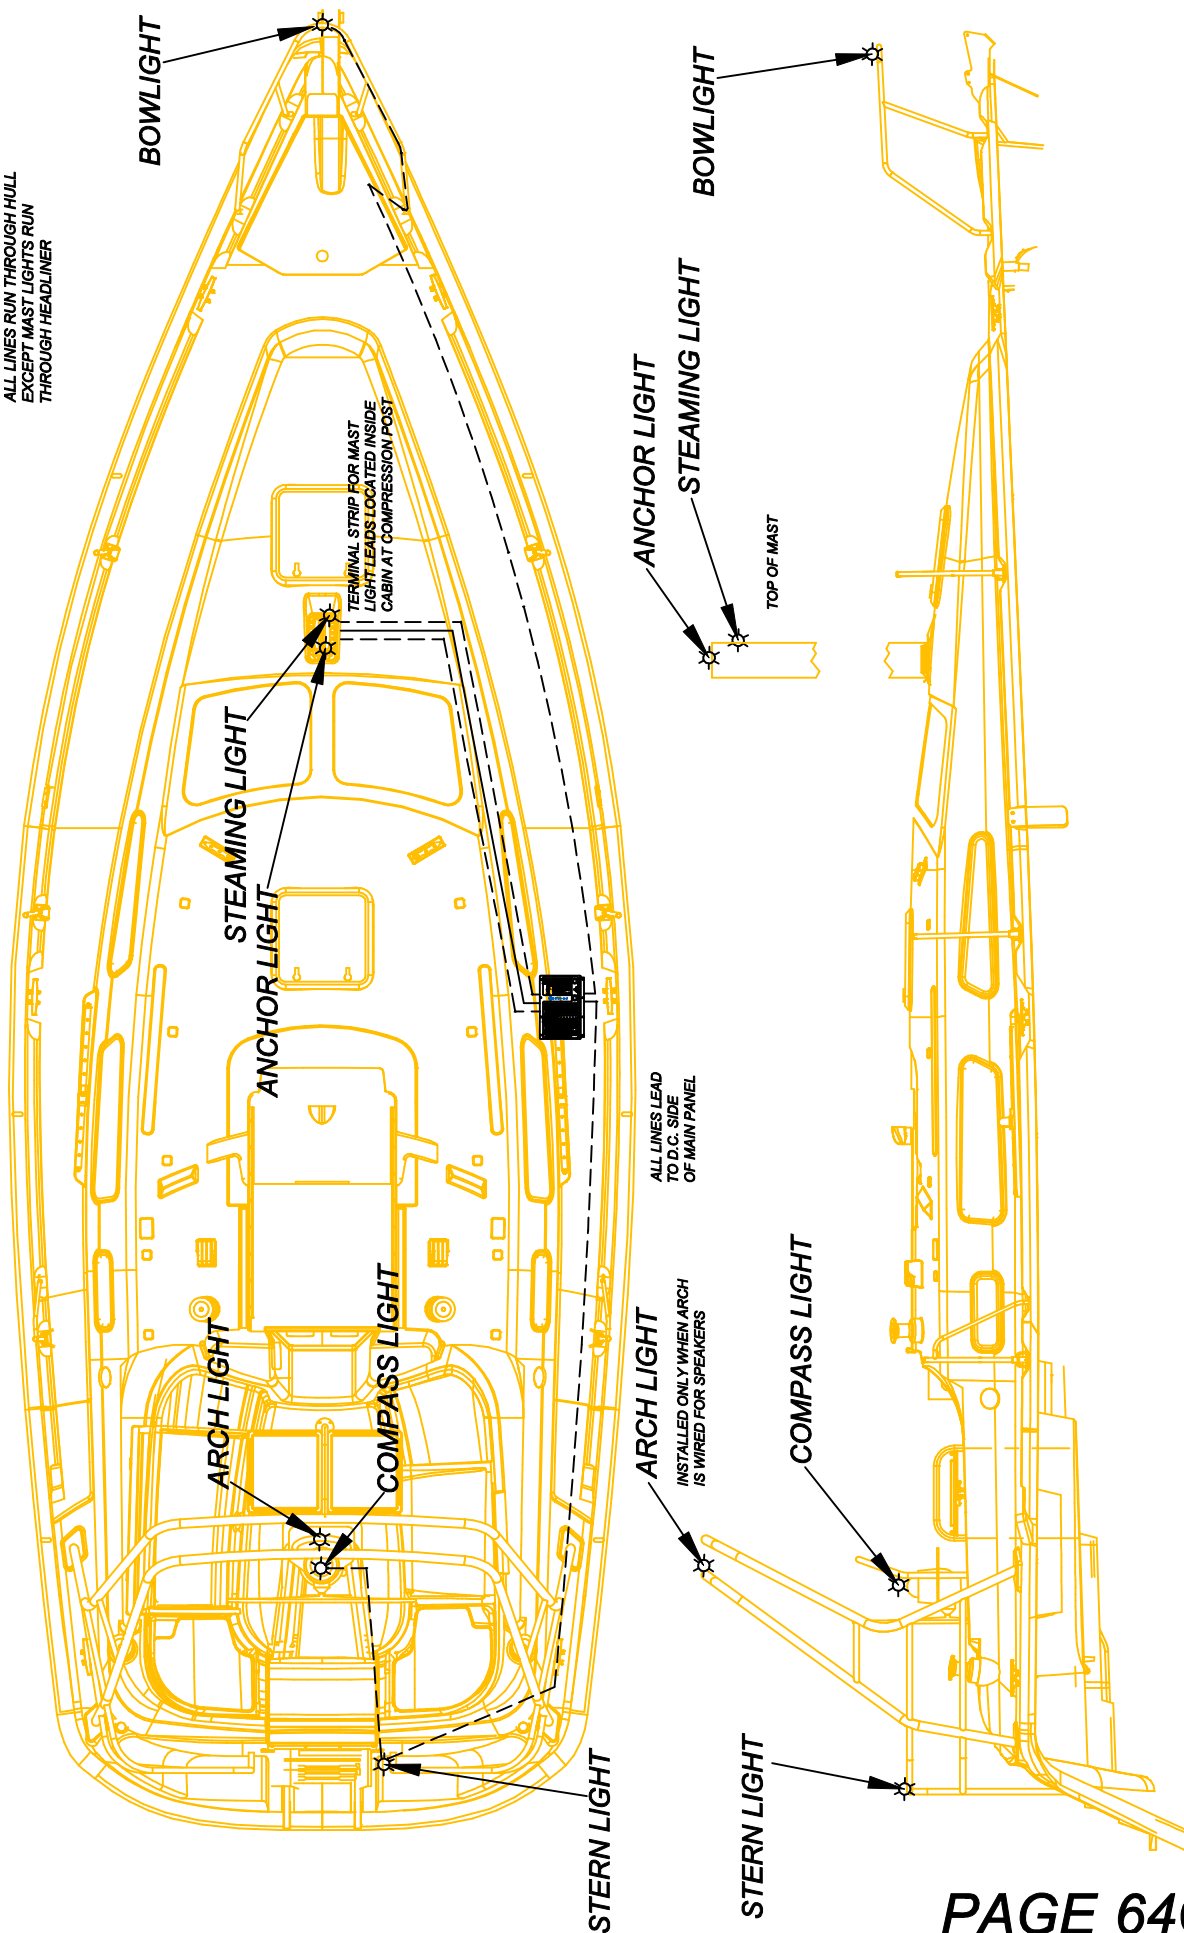 ALL LINES RUN THROUGH HULL
EXCEPT MAST LIGHTS RUN
THROUGH HEADLINER
BOWLIGHT
BOWLIGHT
STEAMING LIGHT
ANCHOR LIGHT
TERMINAL STRIP FOR MAST
LIGHT LEADS LOCATED INSIDE
CABIN AT COMPRESSION POST
TOP OF MAST
STEAMING LIGHT
ANCHOR LIGHT
ALL LINES LEAD
TO D.C. SIDE
OF MAIN PANEL
ARCH LIGHT
COMPASS LIGHT
ARCH LIGHT
INSTALLED ONLY WHEN ARCH
IS WIRED FOR SPEAKERS
COMPASS LIGHT
STERN LIGHT
STERN LIGHT
PAGE